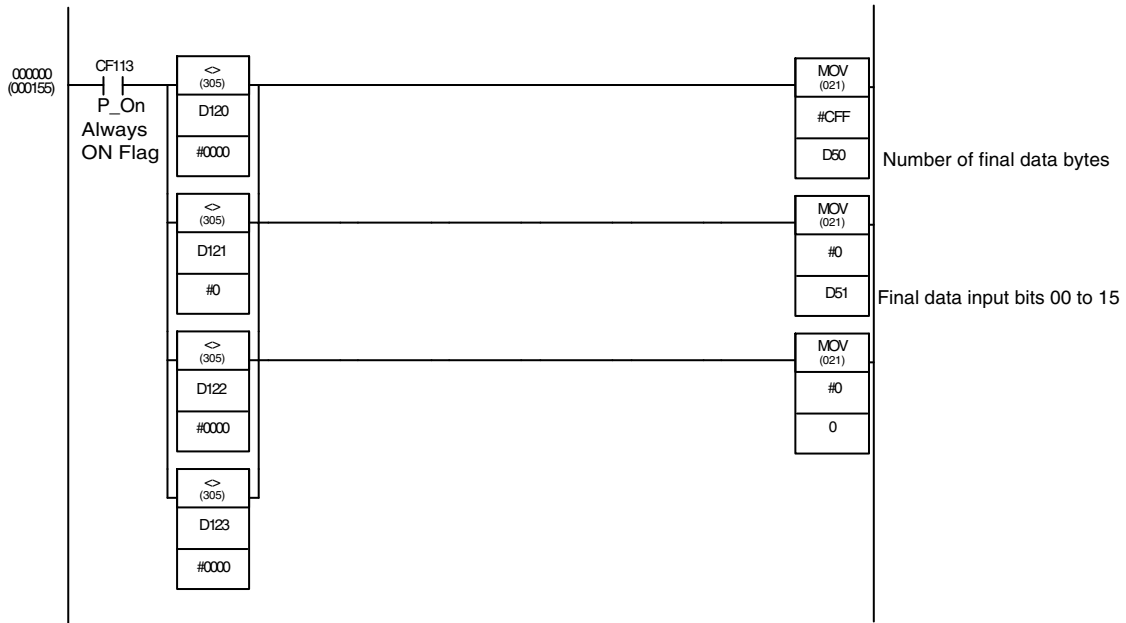 000000
(000155)
CF113
P_On
Always
ON Flag
<>
(305)
D120
#0000
MOV
(021)
#CFF
D50
Number of final data bytes
<>
(305)
D121
#0
MOV
(021)
#0
D51
Final data input bits 00 to 15
<>
(305)
D122
#0000
MOV
(021)
#0
0
<>
(305)
D123
#0000